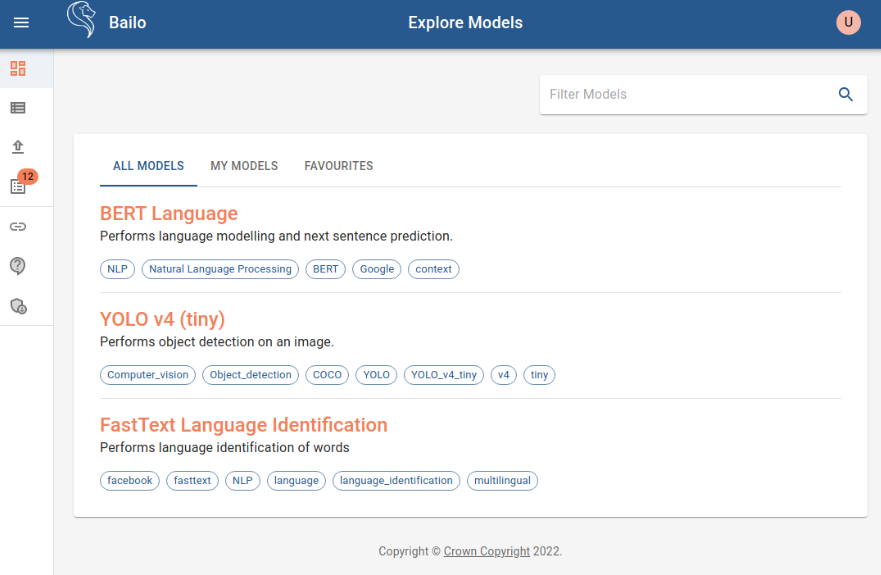 Bailo
Explore Models
U
Filter Models
12
ALL MODELS MY MODELS FAVOURITES
BERT Language
Performs language modelling and next sentence prediction.
NLP Natural Language Processing BERT Google context
YOLO v4 (tiny)
Performs object detection on an image.
Computer_vision Object_detection COCO YOLO YOLO_v4_tiny v4 tiny
FastText Language Identification
Performs language identification of words
facebook fasttext NLP language language_identification multilingual
Copyright © Crown Copyright 2022.